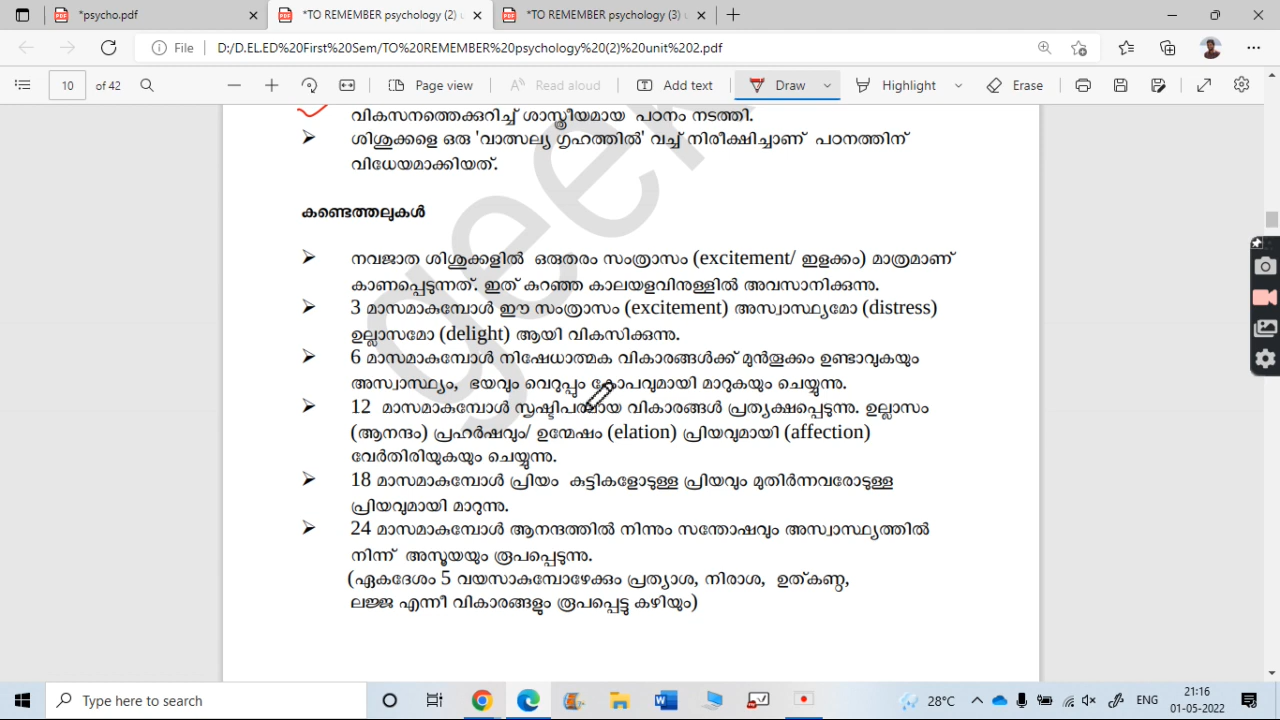 *psycho.pdf
*TO REMEMBER psychology (2) u
*TO REMEMBER psychology (3) u
File D:/D.EL.ED%20First%20Sem/TO%20REMEMBER%20psychology%20(2)%20unit%202.pdf
10 of 42 Page view Read aloud Add text Draw Highlight Erase
വികസനത്തെക്കുറിച്ച് ശാസ്ത്രീയമായ പഠനം നടത്തി.
ശിശുക്കളെ ഒരു 'വാത്സല്യ ഗൃഹത്തിൽ' വച്ച് നിരീക്ഷിച്ചാണ് പഠനത്തിന്
വിധേയമാക്കിയത്.
കണ്ടെത്തലുകൾ
നവജാത ശിശുക്കളിൽ ഒരുതരം സംത്രാസം (excitement/ ഇളക്കം) മാത്രമാണ്
കാണപ്പെടുന്നത്. ഇത് കുറഞ്ഞ കാലയളവിനുള്ളിൽ അവസാനിക്കുന്നു.
3 മാസമാകുമ്പോൾ ഈ സംത്രാസം (excitement) അസ്വാസ്ഥ്യമോ (distress)
ഉല്ലാസമോ (delight) ആയി വികസിക്കുന്നു.
6 മാസമാകുമ്പോൾ നിഷേധാത്മക വികാരങ്ങൾക്ക് മുൻതൂക്കം ഉണ്ടാവുകയും
അസ്വാസ്ഥ്യം, ഭയവും വെറുപ്പും കോപവുമായി മാറുകയും ചെയ്യുന്നു.
12 മാസമാകുമ്പോൾ സൃഷ്ടിപരമായ വികാരങ്ങൾ പ്രത്യക്ഷപ്പെടുന്നു. ഉല്ലാസം
(ആനന്ദം) പ്രഹർഷവും/ ഉന്മേഷം (elation) പ്രിയവുമായി (affection)
വേർതിരിയുകയും ചെയ്യുന്നു.
18 മാസമാകുമ്പോൾ പ്രിയം കുട്ടികളോടുള്ള പ്രിയവും മുതിർന്നവരോടുള്ള
പ്രിയവുമായി മാറുന്നു.
24 മാസമാകുമ്പോൾ ആനന്ദത്തിൽ നിന്നും സന്തോഷവും അസ്വാസ്ഥ്യത്തിൽ
നിന്ന് അസൂയയും രൂപപ്പെടുന്നു.
(ഏകദേശം 5 വയസാകുമ്പോഴേക്കും പ്രത്യാശ, നിരാശ, ഉത്കണ്ഠ,
ലജ്ജ എന്നീ വികാരങ്ങളും രൂപപ്പെട്ടു കഴിയും)
Type here to search
28°C ENG 21:16
01-05-2022